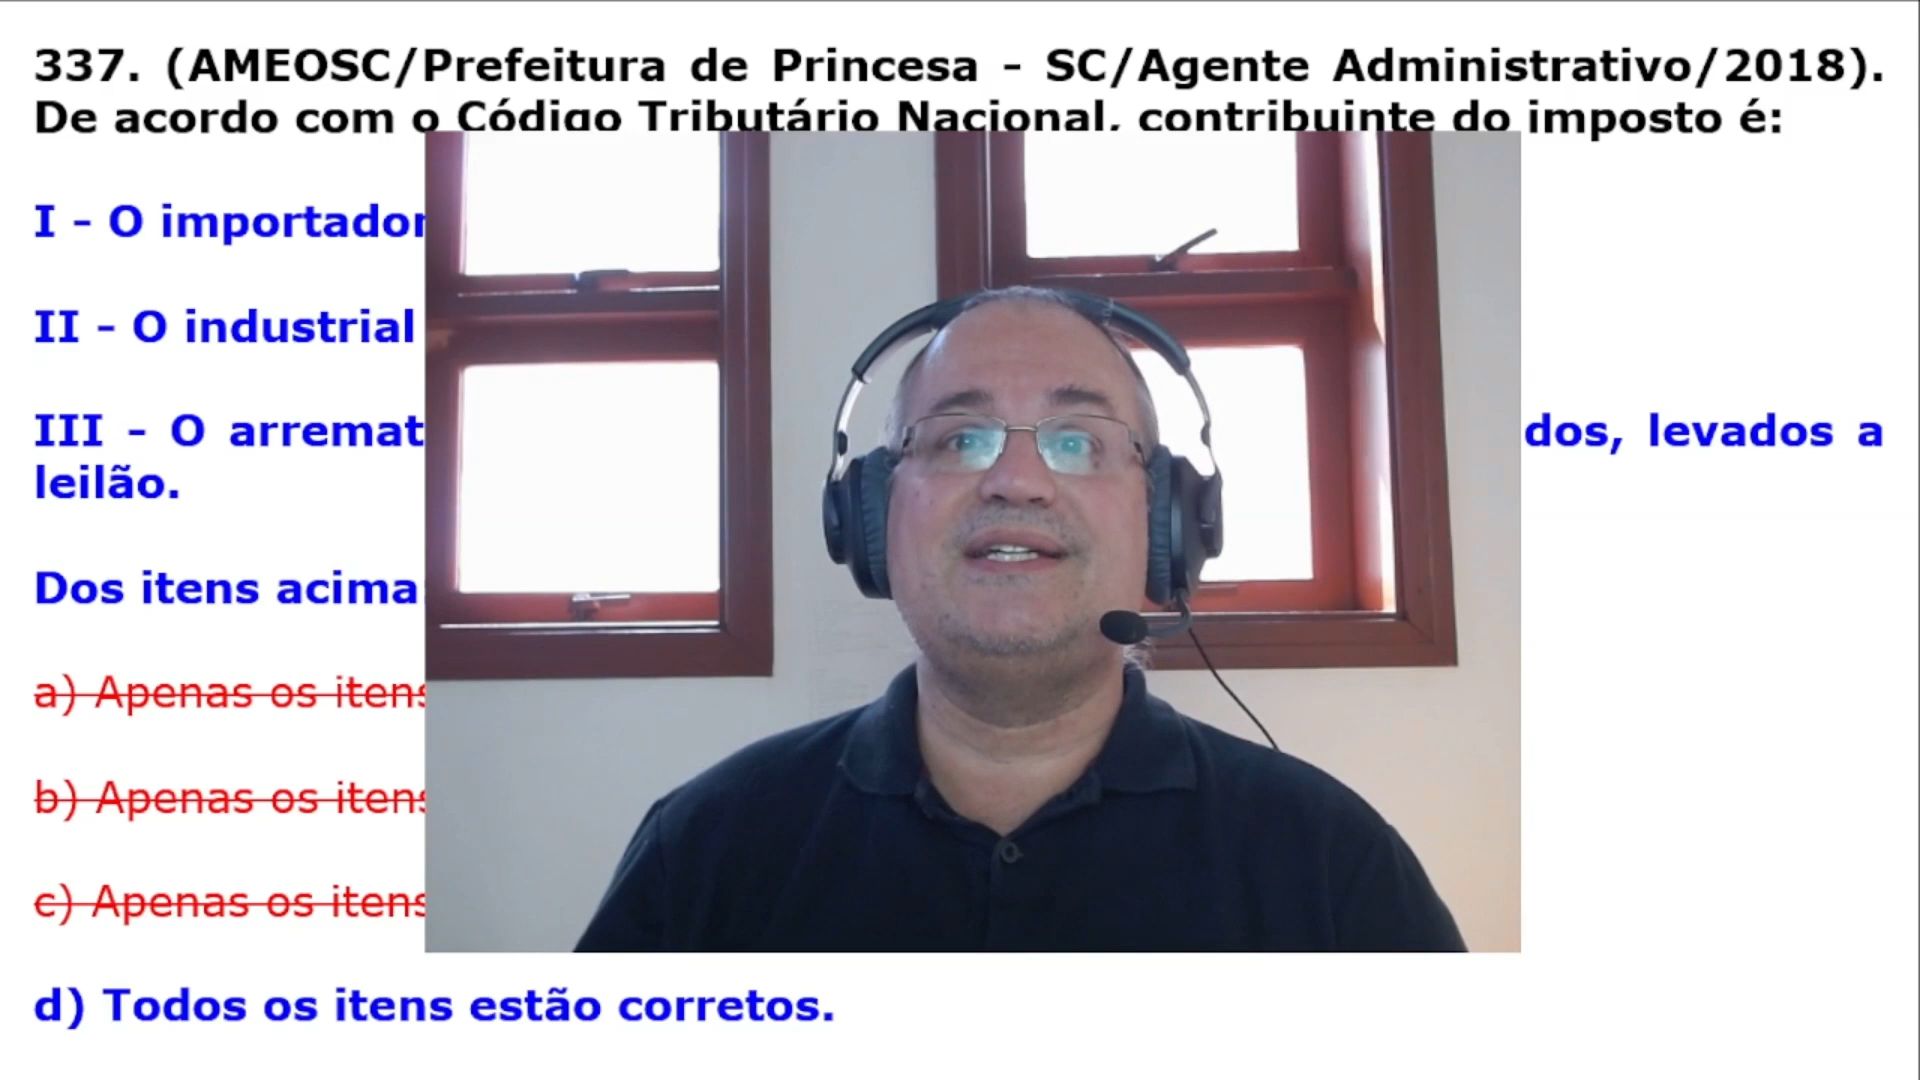 337. (AMEOSC/Prefeitura de Princesa - SC/Agente Administrativo/2018).
De acordo com o Código Tributário Nacional, contribuinte do imposto é:
I - O importador
II - O industrial
III - O arremat dos, levados a
leilão.
Dos itens acima
a) Apenas os itens
b) Apenas os itens
c) Apenas os itens
d) Todos os itens estão corretos.